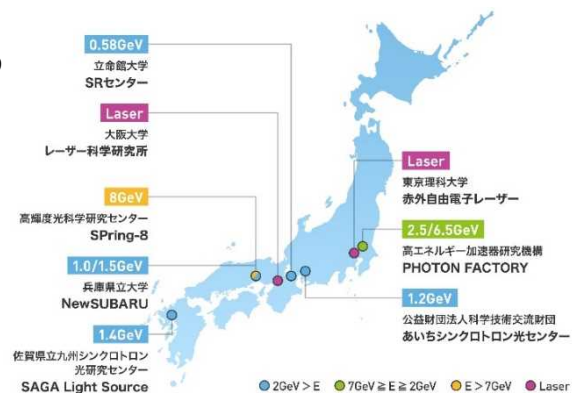 0.58GeV
立命館大学
SRセンター
Laser
大阪大学
レーザー科学研究所
8GeV
高輝度光科学研究センター
SPring-8
1.0/1.5GeV
兵庫県立大学
NewSUBARU
1.4GeV
佐賀県立九州シンクロトロン
光研究センター
SAGA Light Source
Laser
東京理科大学
赤外自由電子レーザー
2.5/6.5GeV
高エネルギー加速器研究機構
PHOTON FACTORY
1.2GeV
公益財団法人科学技術交流財団
あいちシンクロトロン光センター
2GeV>E
7GeV≧E≧2GeV
E>7GeV
Laser